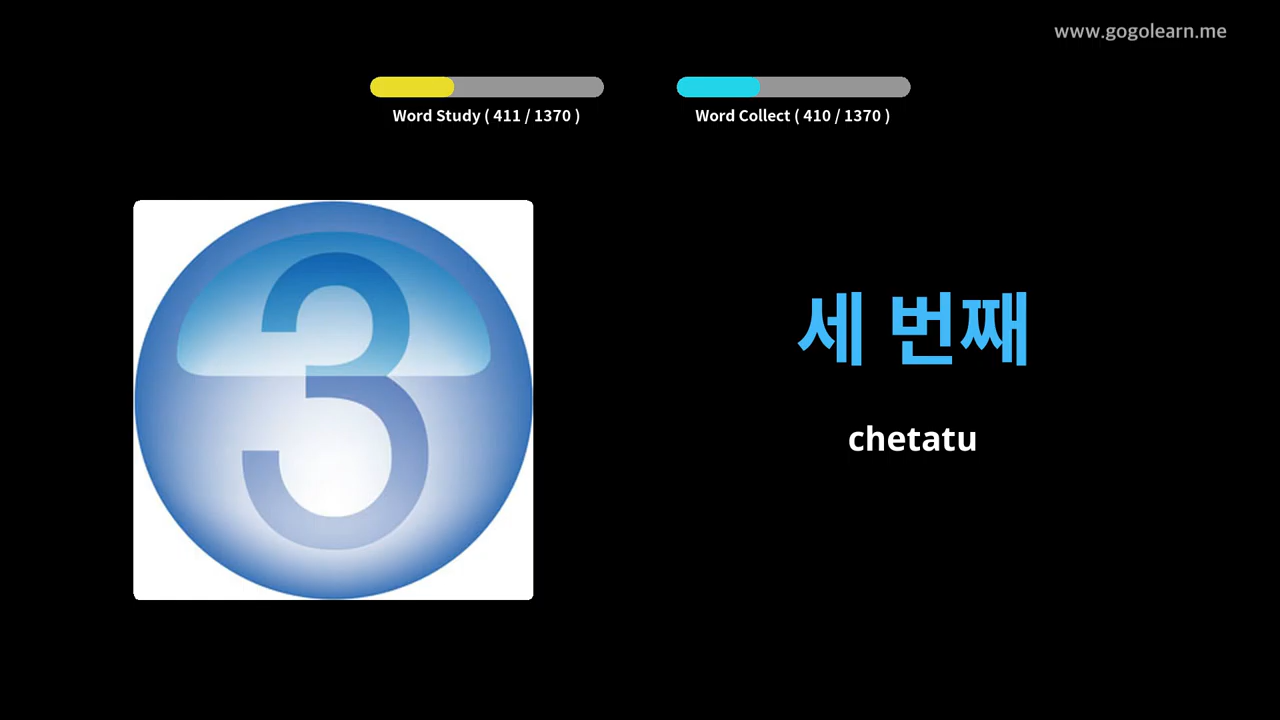 www.gogolearn.me
Word Study ( 411 / 1370 )
Word Collect ( 410 / 1370 )
3
세 번째
chetatu